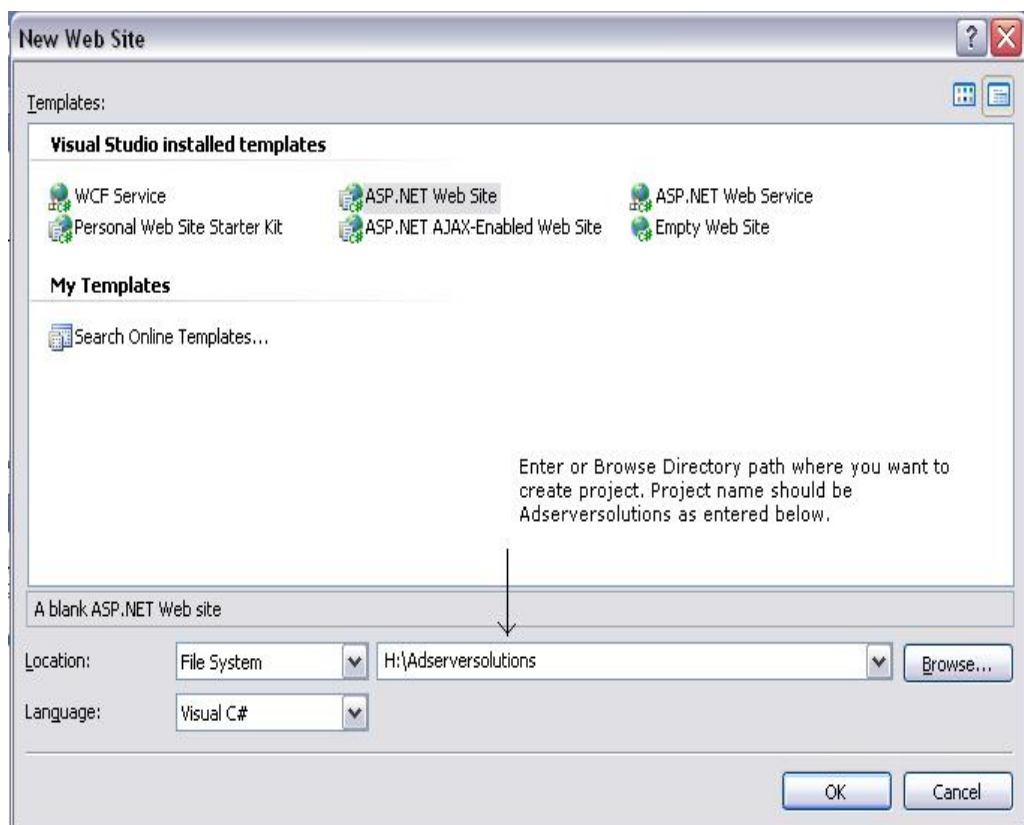 New Web Site
Templates:
Visual Studio installed templates
WCF Service
ASP.NET Web Site
ASP.NET Web Service
Personal Web Site Starter Kit
ASP.NET AJAX-Enabled Web Site
Empty Web Site
My Templates
Search Online Templates...
Enter or Browse Directory path where you want to
create project. Project name should be
Adserversolutions as entered below.
A blank ASP.NET Web site
Location:
File System
H:\Adserversolutions
Browse...
Language:
Visual C#
OK
Cancel